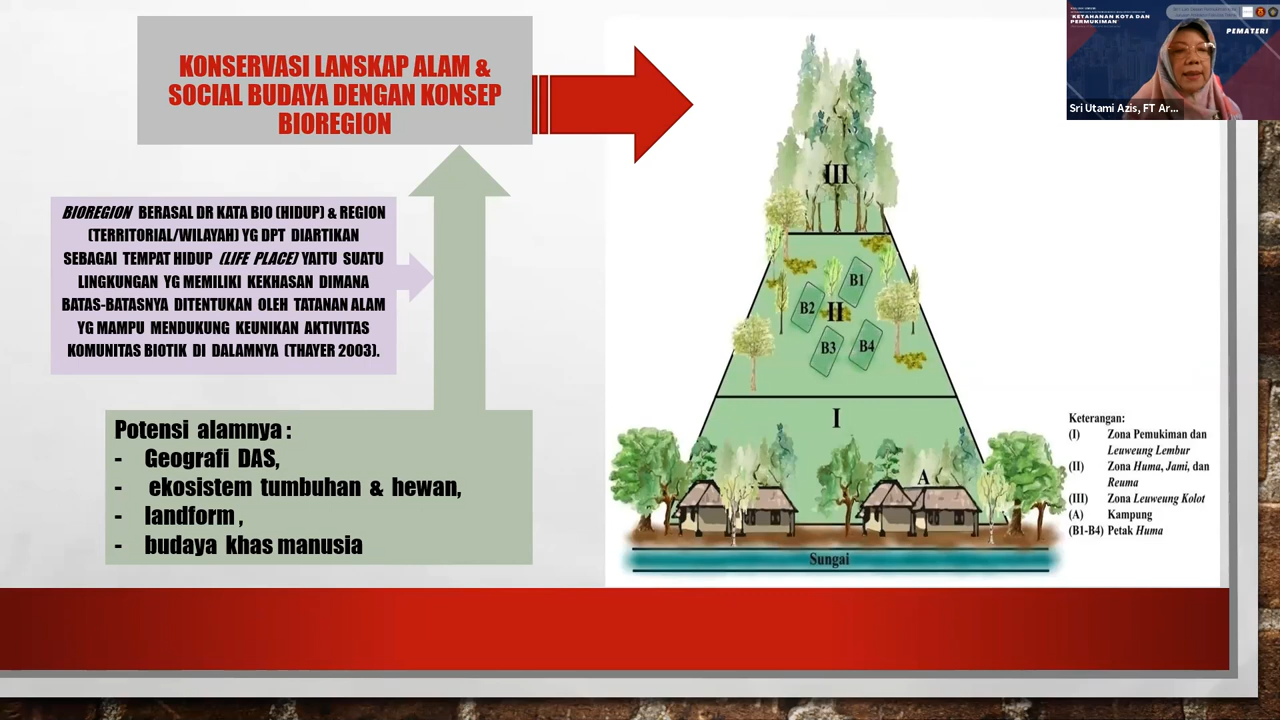 KONSERVASI LANSKAP ALAM &
SOCIAL BUDAYA DENGAN KONSEP
BIOREGION
BIOREGION BERASAL DR KATA BIO (HIDUP) & REGION
(TERRITORIAL/WILAYAH) YG DPT DIARTIKAN
SEBAGAI TEMPAT HIDUP (LIFE PLACE) YAITU SUATU
LINGKUNGAN YG MEMILIKI KEKHASAN DIMANA
BATAS-BATASNYA DITENTUKAN OLEH TATANAN ALAM
YG MAMPU MENDUKUNG KEUNIKAN AKTIVITAS
KOMUNITAS BIOTIK DI DALAMNYA (THAYER 2003).
Potensi alamnya :
- Geografi DAS,
- ekosistem tumbuhan & hewan,
- landform ,
- budaya khas manusia
III
B1
B2
II
B3
B4
I
A
Sungai
Keterangan:
(I) Zona Pemukiman dan
Leuweung Lembur
(II) Zona Huma, Jami, dan
Reuma
(III) Zona Leuweung Kolot
(A) Kampung
(B1-B4) Petak Huma
"KETAHANAN KOTA DAN
PERMUKIMAN"
PEMATERI
Sri Utami Azis, FT Ar...